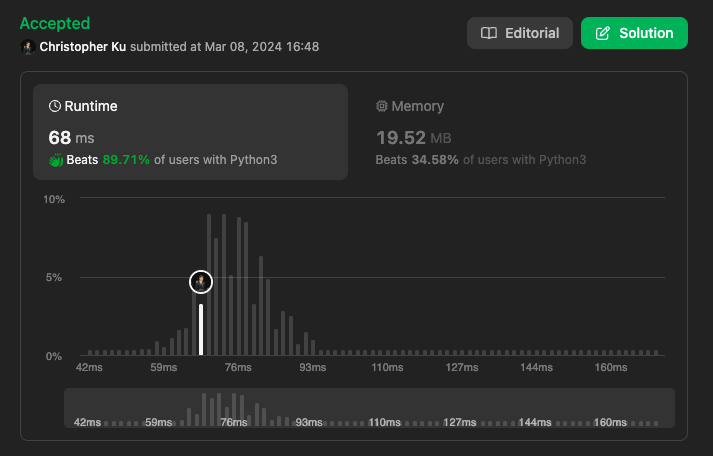 Accepted
Christopher Ku submitted at Mar 08, 2024 16:48
Editorial
Solution
Runtime
68 ms
Beats 89.71% of users with Python3
Memory
19.52 MB
Beats 34.58% of users with Python3
10%
5%
0%
42ms 59ms 76ms 93ms 110ms 127ms 144ms 160ms
42ms 59ms 76ms 93ms 110ms 127ms 144ms 160ms